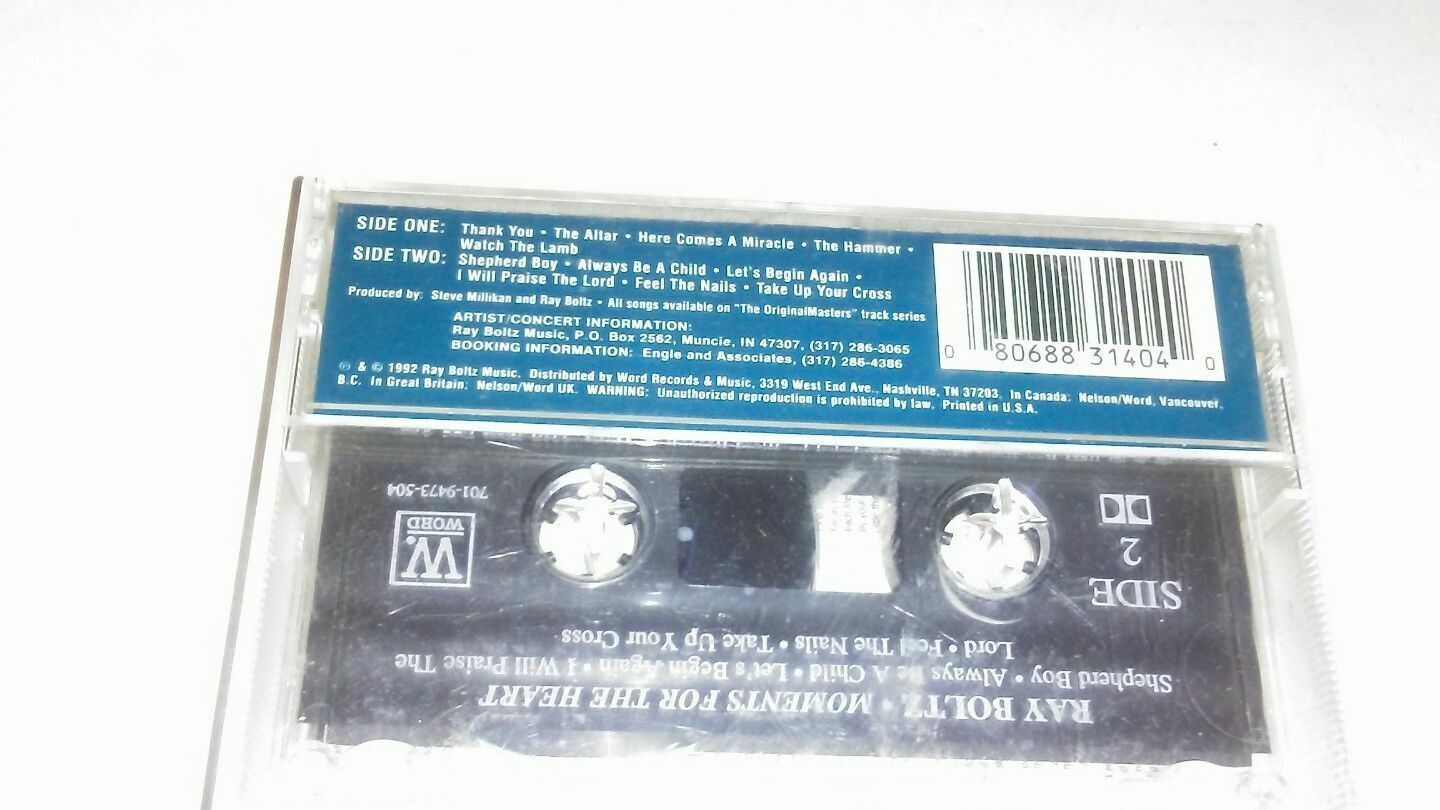 SIDE ONE: Thank You • The Altar • Here Comes A Miracle • The Hammer •
Watch The Lamb
SIDE TWO: Shepherd Boy • Always Be A Child • Let's Begin Again •
I Will Praise The Lord • Feel The Nails • Take Up Your Cross
Produced by: Steve Millikan and Ray Boltz • All songs available on "The OriginalMasters" track series
ARTIST/CONCERT INFORMATION:
Ray Boltz Music, P.O. Box 2562, Muncie, IN 47307, (317) 286-3065
BOOKING INFORMATION: Engle and Associates, (317) 286-4386
℗ & © 1992 Ray Boltz Music. Distributed by Word Records & Music, 3319 West End Ave., Nashville, TN 37203. In Canada: Nelson/Word, Vancouver,
B.C. In Great Britain: Nelson/Word UK. WARNING: Unauthorized reproduction is prohibited by law. Printed in U.S.A.
0 80688 31404 0
RAY BOLTZ • MOMENTS FOR THE HEART
Shepherd Boy • Always Be A Child • Let's Begin Again • I Will Praise The
Lord • Feel The Nails • Take Up Your Cross
SIDE
2
W.
WORD
701-9473-504